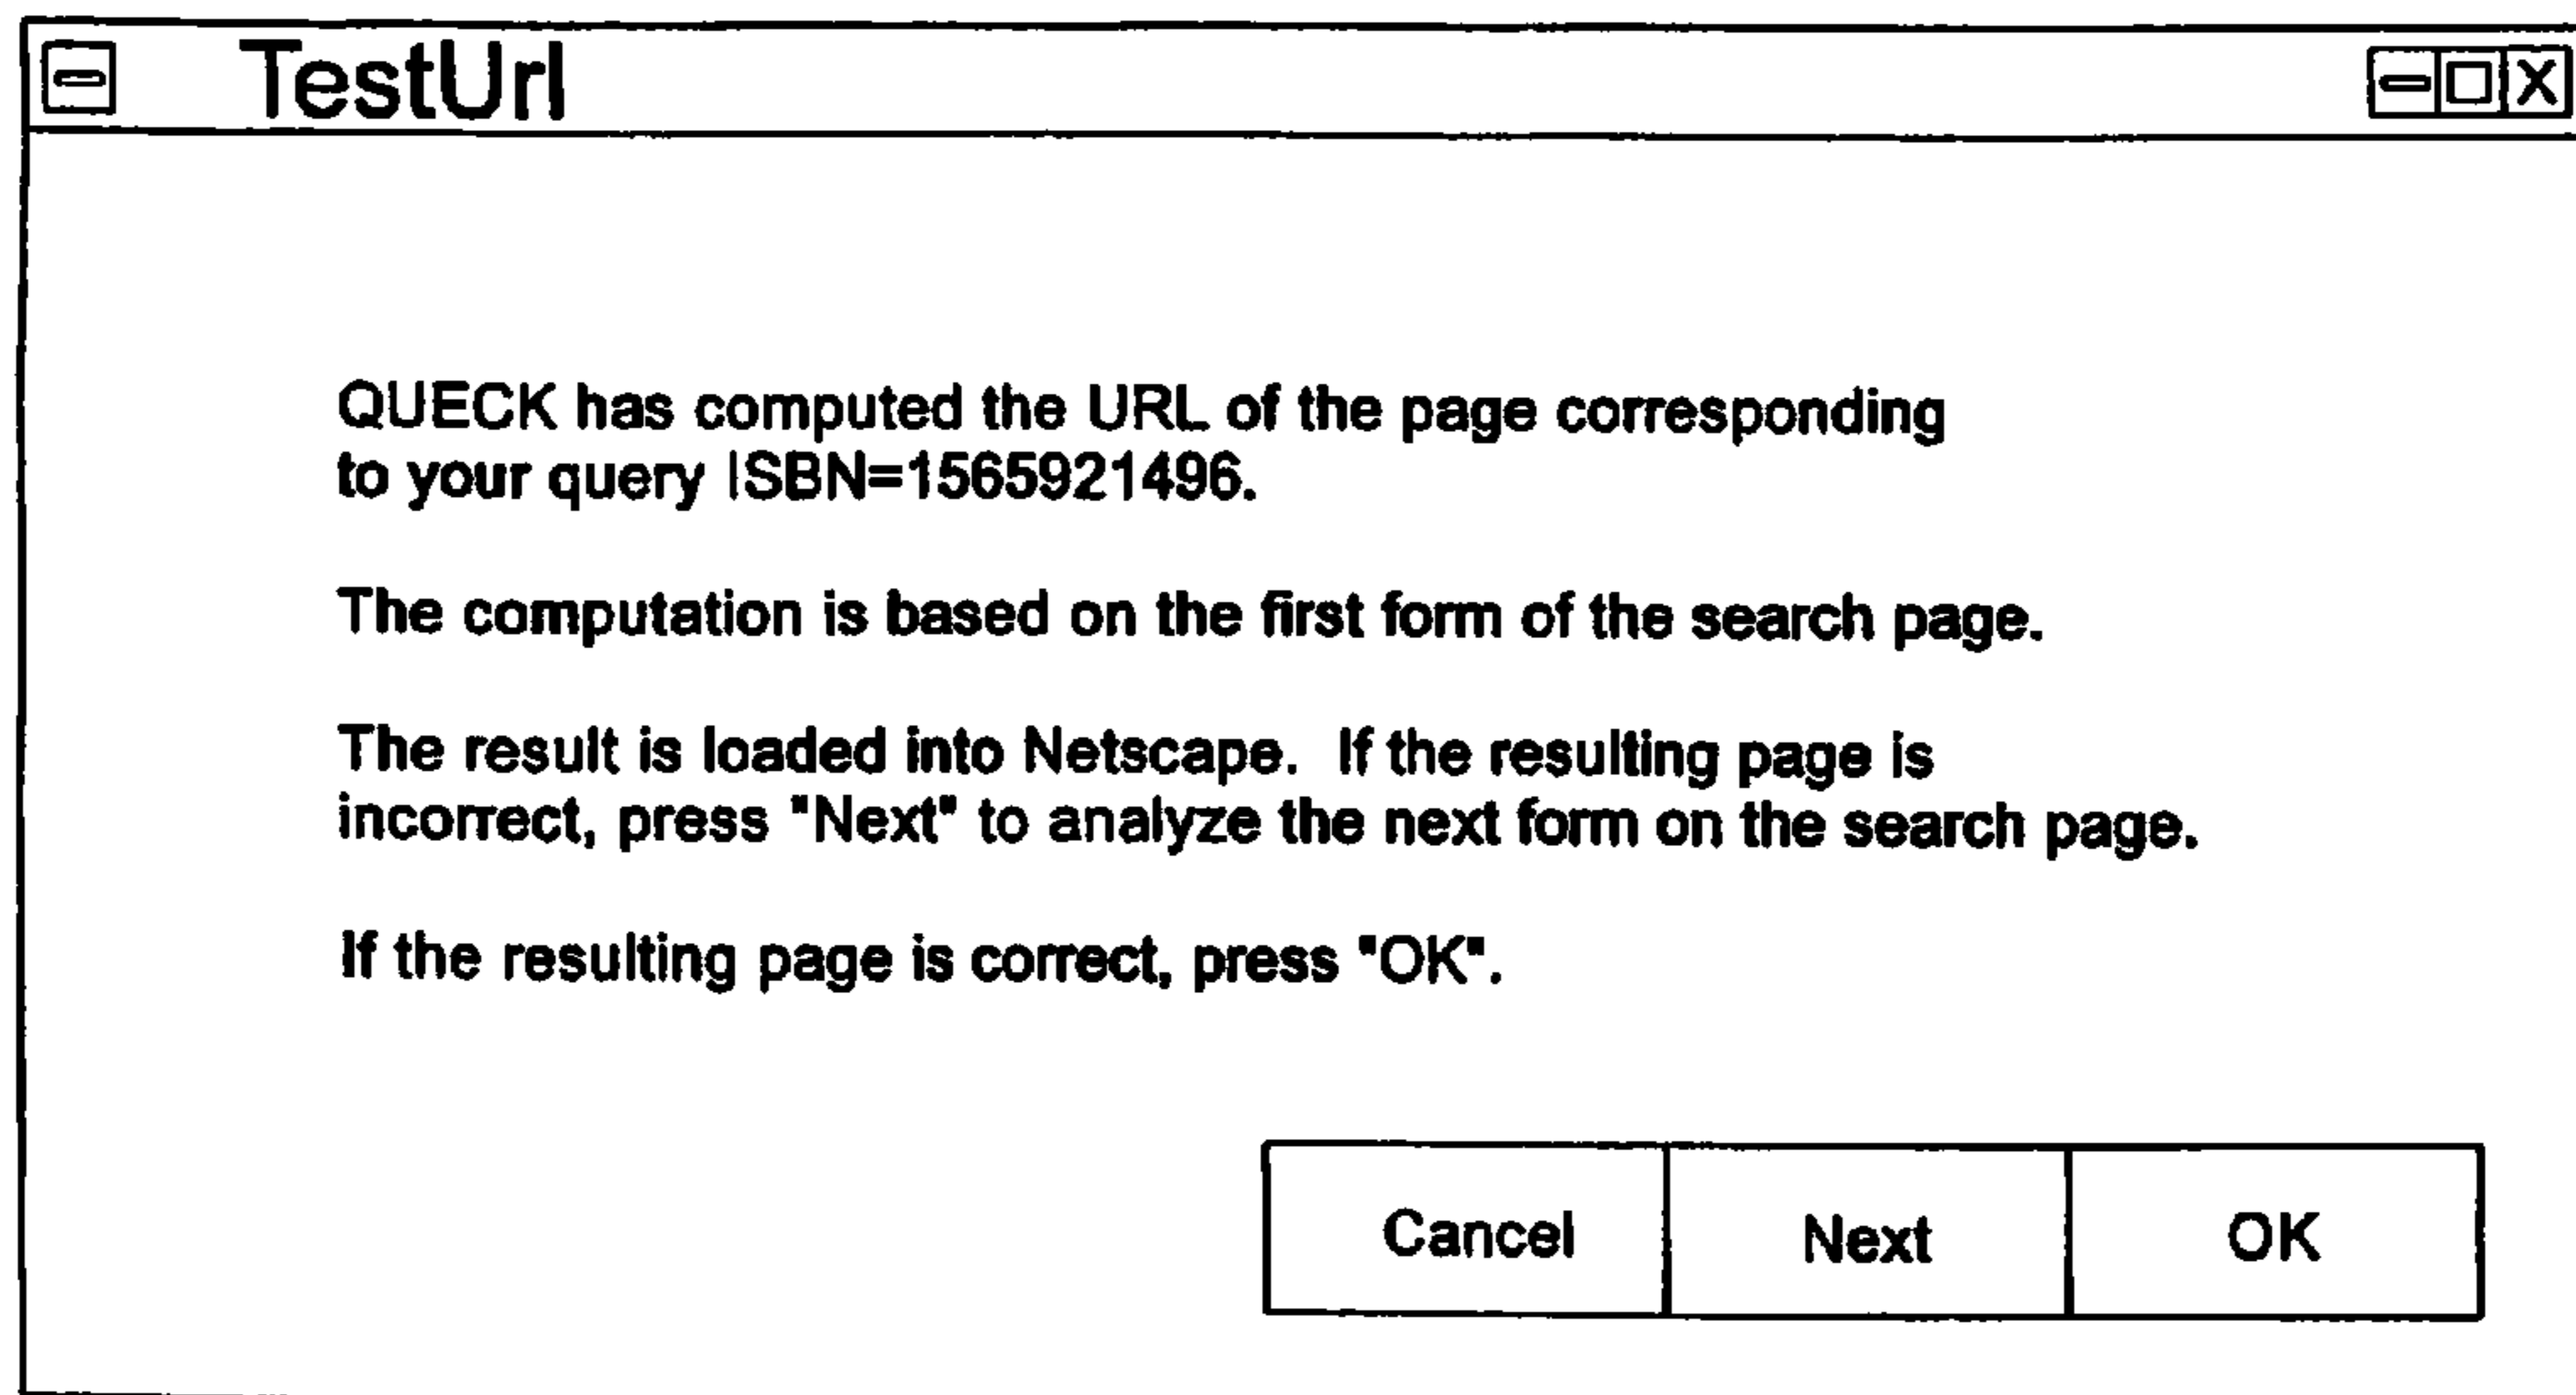 TestUrl
QUECK has computed the URL of the page corresponding
to your query ISBN=1565921496.
The computation is based on the first form of the search page.
The result is loaded into Netscape.  If the resulting page is
incorrect, press "Next" to analyze the next form on the search page.
If the resulting page is correct, press "OK".
Cancel
Next
OK